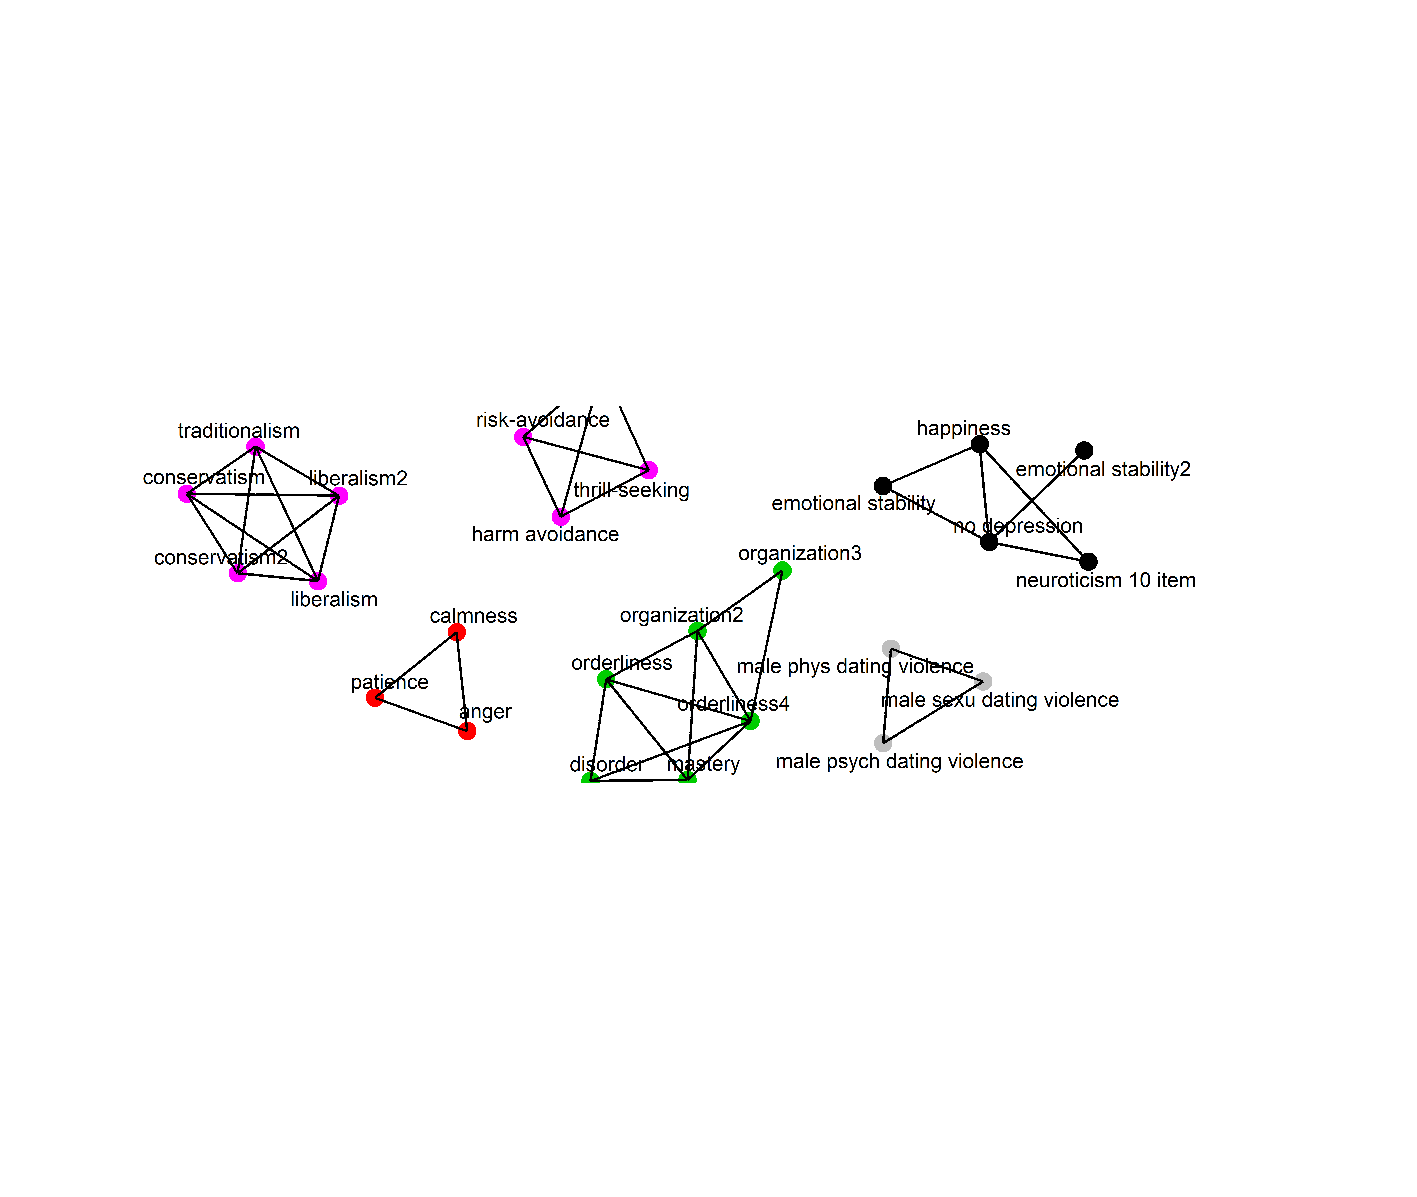 risk-avoidance
happiness
traditionalism
emotional stability2
conservatism
liberalism2
thrill-seeking
emotional stability
no depression
harm avoidance
organization3
conservatism2
neuroticism 10 item
liberalism
calmness
organization2
orderliness
male phys dating violence
patience
male sexu dating violence
orderliness4
anger
male psych dating violence
disorder
mastery